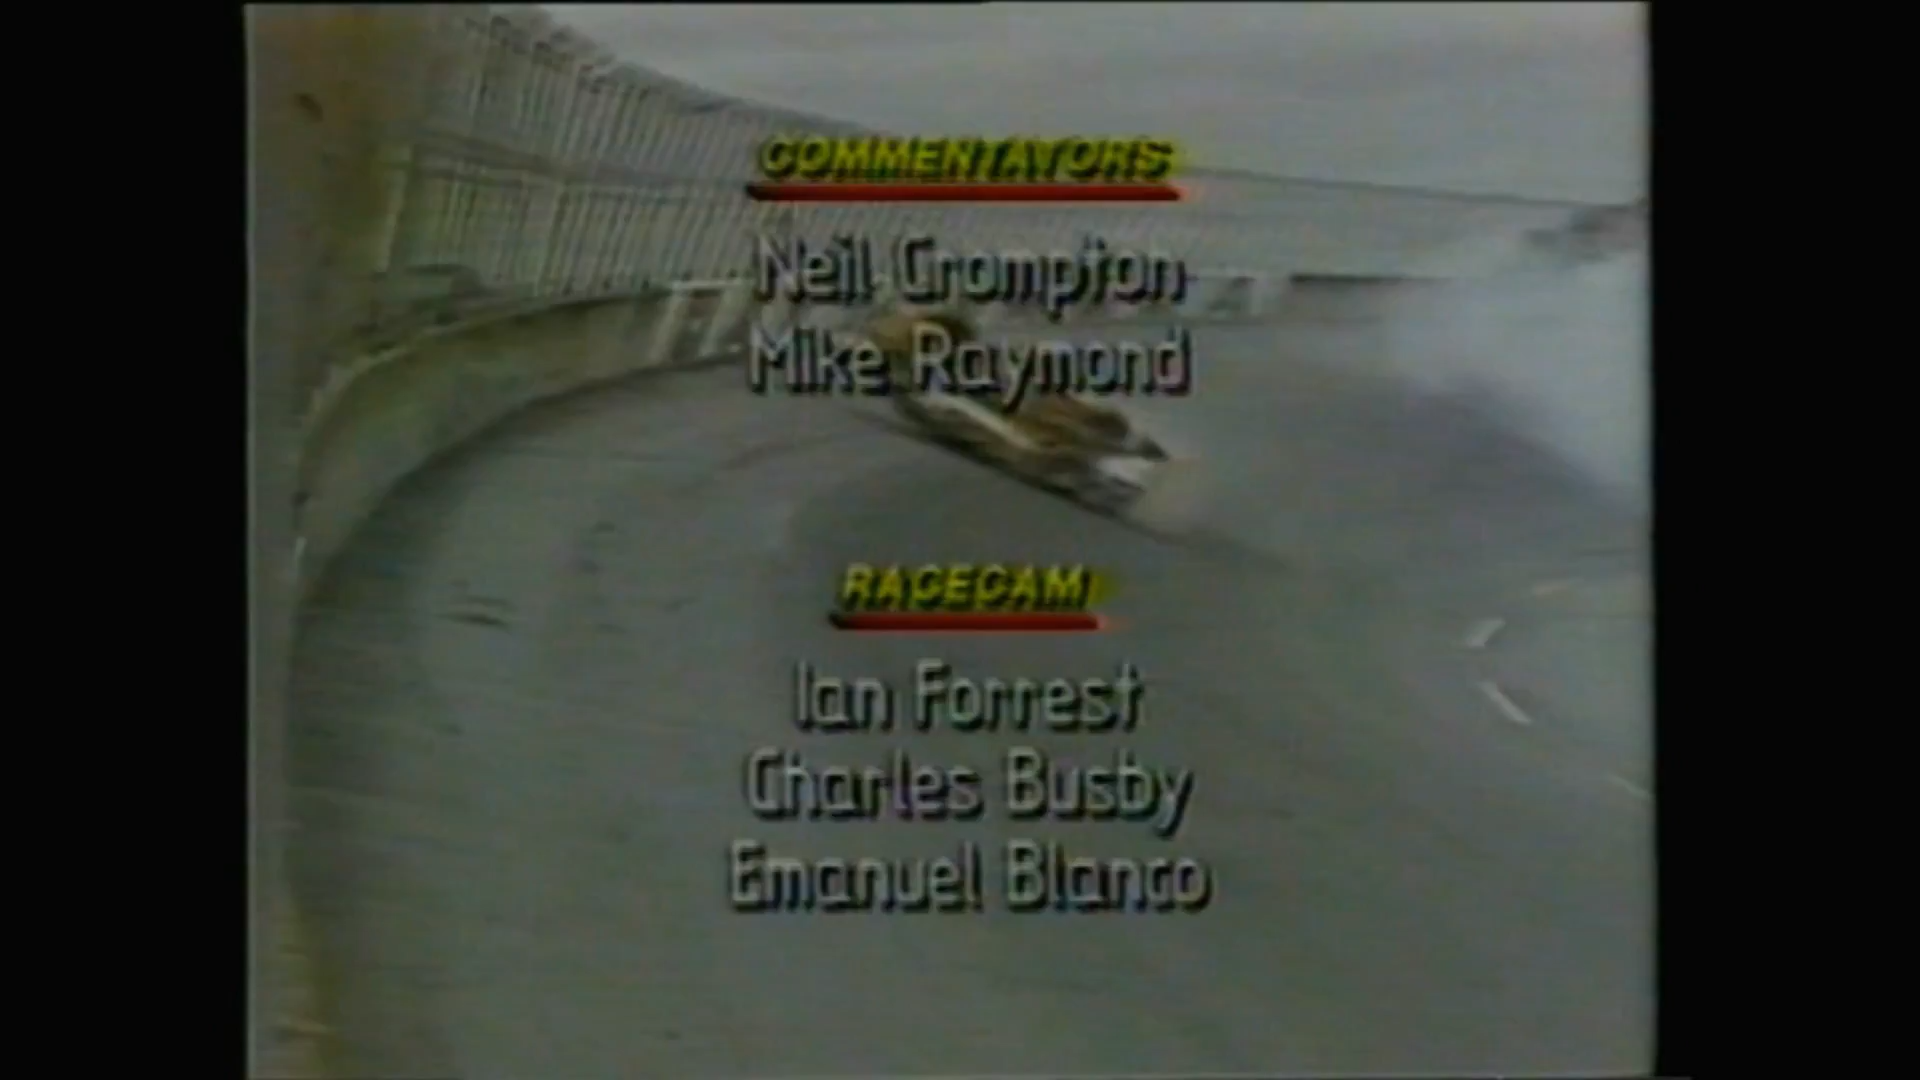 COMMENTATORS
Neil Crompton
Mike Raymond
RACECAM
Ian Forrest
Charles Busby
Emanuel Blanco